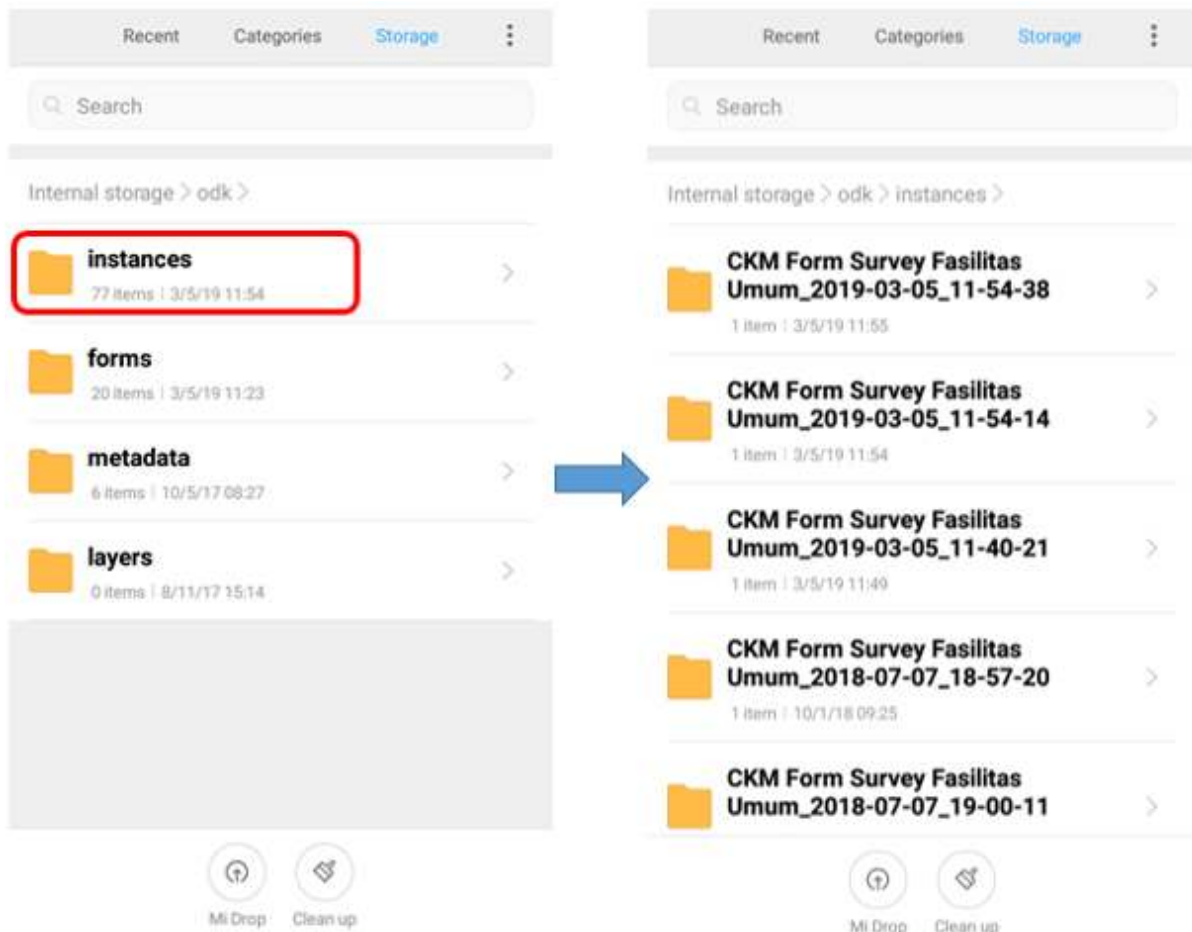 Recent Categories Storage
Search
Internal storage > odk >
instances
77 items | 3/5/19 11:54
forms
20 items | 3/5/19 11:23
metadata
6 items | 10/5/17 08:27
layers
0 items | 8/11/17 15:14
Mi Drop Clean up
Recent Categories Storage
Search
Internal storage > odk > instances >
CKM Form Survey Fasilitas
Umum_2019-03-05_11-54-38
1 item | 3/5/19 11:55
CKM Form Survey Fasilitas
Umum_2019-03-05_11-54-14
1 item | 3/5/19 11:54
CKM Form Survey Fasilitas
Umum_2019-03-05_11-40-21
1 item | 3/5/19 11:49
CKM Form Survey Fasilitas
Umum_2018-07-07_18-57-20
1 item | 10/1/18 09:25
CKM Form Survey Fasilitas
Umum_2018-07-07_19-00-11
Mi Drop Clean up